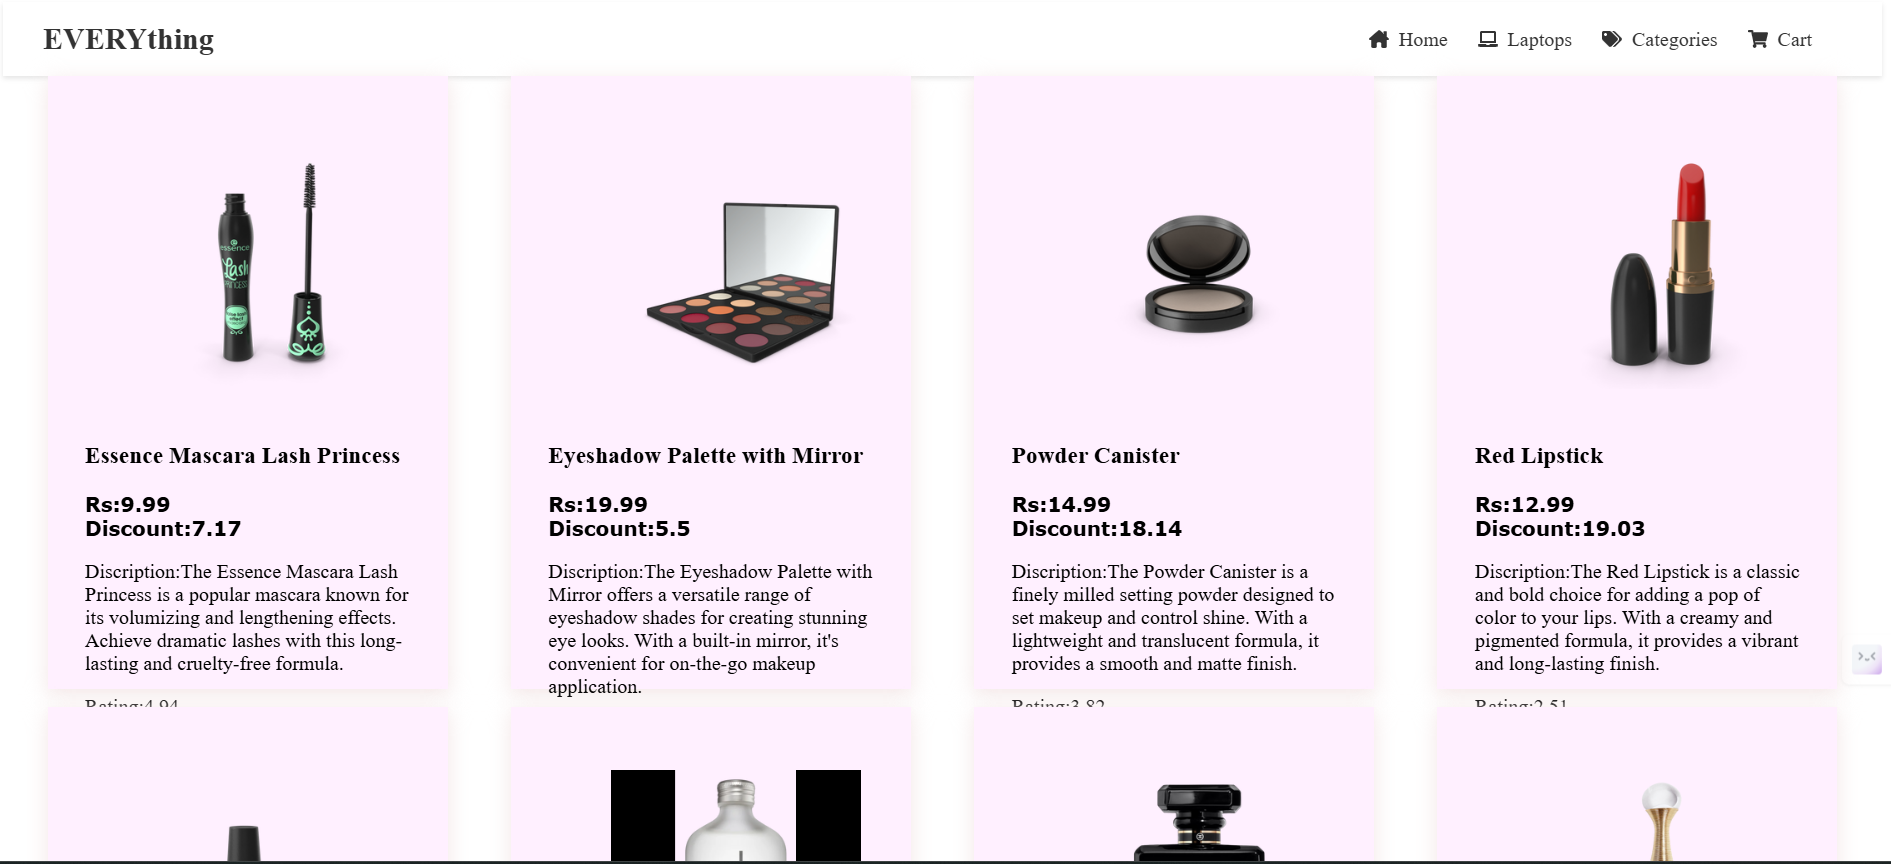 EVERYthing
Home
Laptops
Categories
Cart
essence
Lash
PRINCESS
Essence Mascara Lash Princess
Rs:9.99
Discount:7.17
Discription:The Essence Mascara Lash
Princess is a popular mascara known for
its volumizing and lengthening effects.
Achieve dramatic lashes with this long-
lasting and cruelty-free formula.
Rating:4.94
Eyeshadow Palette with Mirror
Rs:19.99
Discount:5.5
Discription:The Eyeshadow Palette with
Mirror offers a versatile range of
eyeshadow shades for creating stunning
eye looks. With a built-in mirror, it's
convenient for on-the-go makeup
application.
Powder Canister
Rs:14.99
Discount:18.14
Discription:The Powder Canister is a
finely milled setting powder designed to
set makeup and control shine. With a
lightweight and translucent formula, it
provides a smooth and matte finish.
Rating:3.82
Red Lipstick
Rs:12.99
Discount:19.03
Discription:The Red Lipstick is a classic
and bold choice for adding a pop of
color to your lips. With a creamy and
pigmented formula, it provides a vibrant
and long-lasting finish.
Rating:2.51